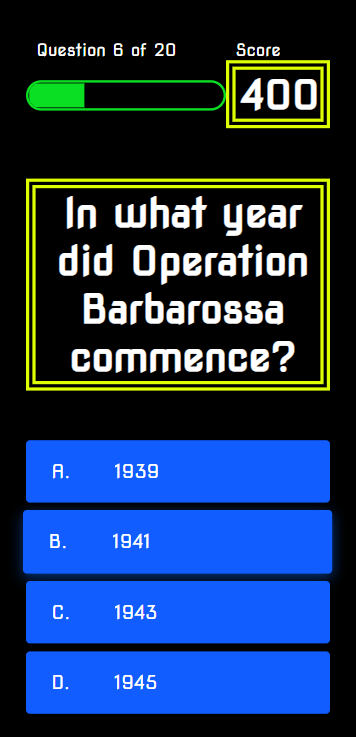 Question 6 of 20
Score
400
In what year
did Operation
Barbarossa
commence?
A. 1939
B. 1941
C. 1943
D. 1945